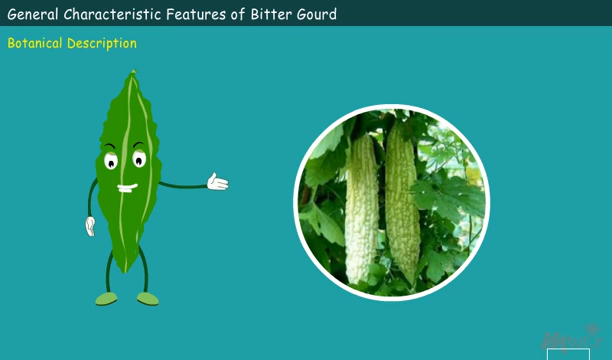 General Characteristic Features of Bitter Gourd
Botanical Description